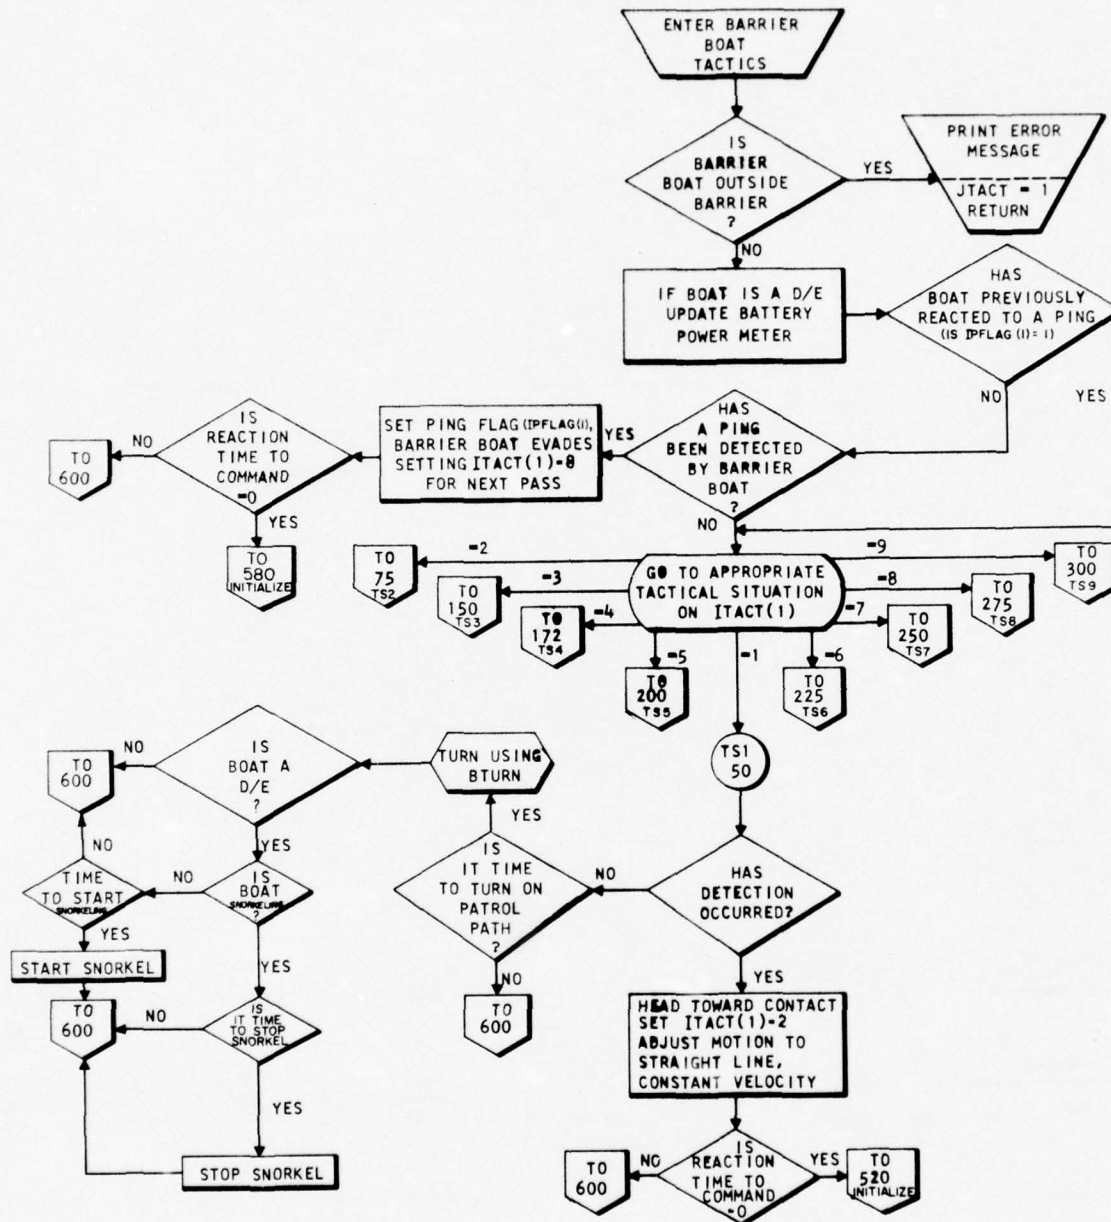 ENTER BARRIER
BOAT
TACTICS
IS
BARRIER
BOAT OUTSIDE
BARRIER
?
YES
PRINT ERROR
MESSAGE
JTACT = 1
RETURN
NO
IF BOAT IS A D/E
UPDATE BATTERY
POWER METER
HAS
BOAT PREVIOUSLY
REACTED TO A PING
(IS IPFLAG(1)=1)
NO
YES
HAS
A PING
BEEN DETECTED
BY BARRIER
BOAT
?
YES
SET PING FLAG (IPFLAG(1),
BARRIER BOAT EVADES
SETTING ITACT(1)=8
FOR NEXT PASS
IS
REACTION
TIME TO
COMMAND
=0
NO
TO
600
YES
TO
580
INITIALIZE
NO
GO TO APPROPRIATE
TACTICAL SITUATION
ON ITACT(1)
=2
TO
75
TS2
=3
TO
150
TS3
=4
TO
172
TS4
=5
TO
200
TS5
=1
=6
TO
225
TS6
=7
TO
250
TS7
=8
TO
275
TS8
=9
TO
300
TS9
TS1
50
HAS
DETECTION
OCCURRED?
NO
IS
IT TIME
TO TURN ON
PATROL
PATH
?
YES
TURN USING
BTURN
NO
TO
600
IS
BOAT A
D/E
?
NO
TO
600
YES
IS
BOAT
SNORKELING
?
NO
TIME
TO START
SNORKELING
NO
YES
START SNORKEL
TO
600
YES
IS
IT TIME
TO STOP
SNORKEL
NO
YES
STOP SNORKEL
YES
HEAD TOWARD CONTACT
SET ITACT(1)=2
ADJUST MOTION TO
STRAIGHT LINE,
CONSTANT VELOCITY
IS
REACTION
TIME TO
COMMAND
=0
NO
TO
600
YES
TO
520
INITIALIZE